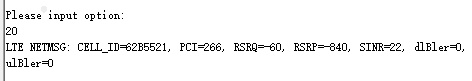 Please input option:
20
LTE NETMSG: CELL_ID=62B5521, PCI=266, RSRQ=-60, RSRP=-840, SINR=22, dlBler=0,
ulBler=0